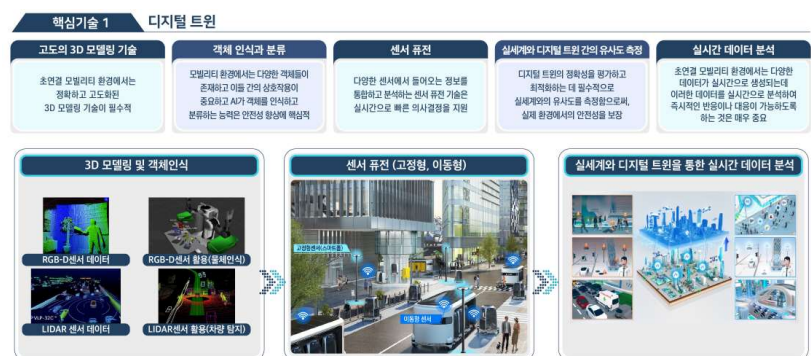 핵심기술 1 디지털 트윈
고도의 3D 모델링 기술
초연결 모빌리티 환경에서는
정확하고 고도화된
3D 모델링 기술이 필수적
객체 인식과 분류
모빌리티 환경에서는 다양한 객체들이
존재하고 이들 간의 상호작용이
중요하고 AI가 객체를 인식하고
분류하는 능력은 안전성 향상에 핵심적
센서 퓨전
다양한 센서에서 들어오는 정보를
통합하고 분석하는 센서 퓨전 기술은
실시간으로 빠른 의사결정을 지원
실세계와 디지털 트윈 간의 유사도 측정
디지털 트윈의 정확성을 평가하고
최적화하는 데 필수적으로
실세계와의 유사도를 측정함으로써,
실제 환경에서의 안전성을 보장
실시간 데이터 분석
초연결 모빌리티 환경에서는 다양한
데이터가 실시간으로 생성되는데
이러한 데이터를 실시간으로 분석하여
즉시적인 반응이나 대응이 가능하도록
하는 것은 매우 중요
3D 모델링 및 객체인식
RGB-D센서 데이터
RGB-D센서 활용(물체인식)
VLP-32C
LIDAR 센서 데이터
LIDAR센서 활용(차량 탐지)
센서 퓨전 (고정형, 이동형)
고정형센서(스마트폴)
이동형 센서
실세계와 디지털 트윈을 통한 실시간 데이터 분석